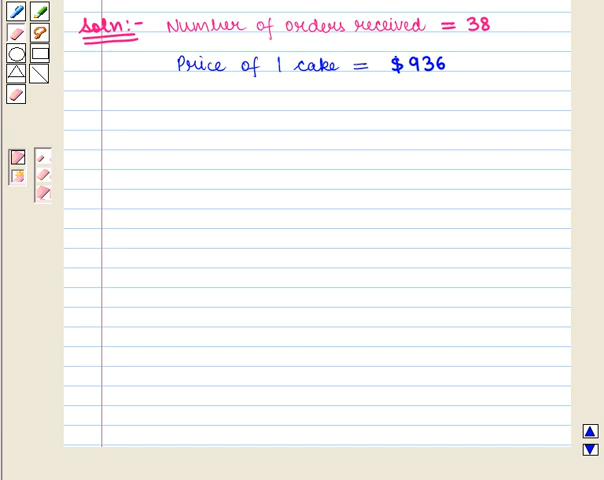 Soln:- Number of orders received = 38
Price of 1 cake = $936